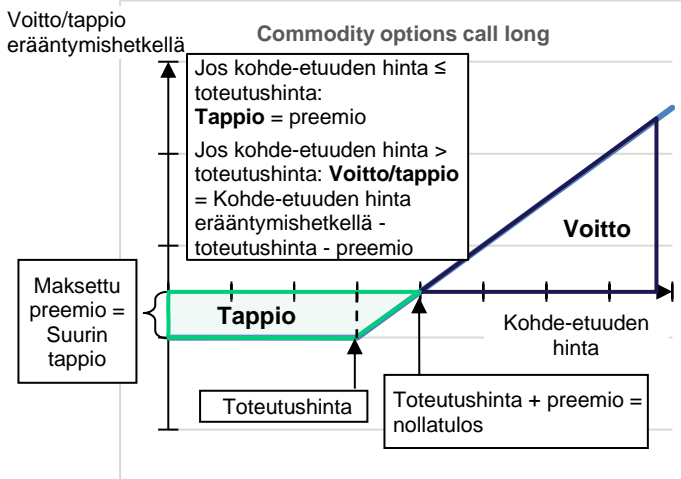 Voitto/tappio
erääntymishetkellä
Commodity options call long
Jos kohde-etuuden hinta ≤
toteutushinta:
Tappio = preemio
Jos kohde-etuuden hinta >
toteutushinta: Voitto/tappio
= Kohde-etuuden hinta
erääntymishetkellä -
toteutushinta - preemio
Voitto
Maksettu
preemio =
Suurin
tappio
Tappio
Kohde-etuuden
hinta
Toteutushinta
Toteutushinta + preemio =
nollatulos